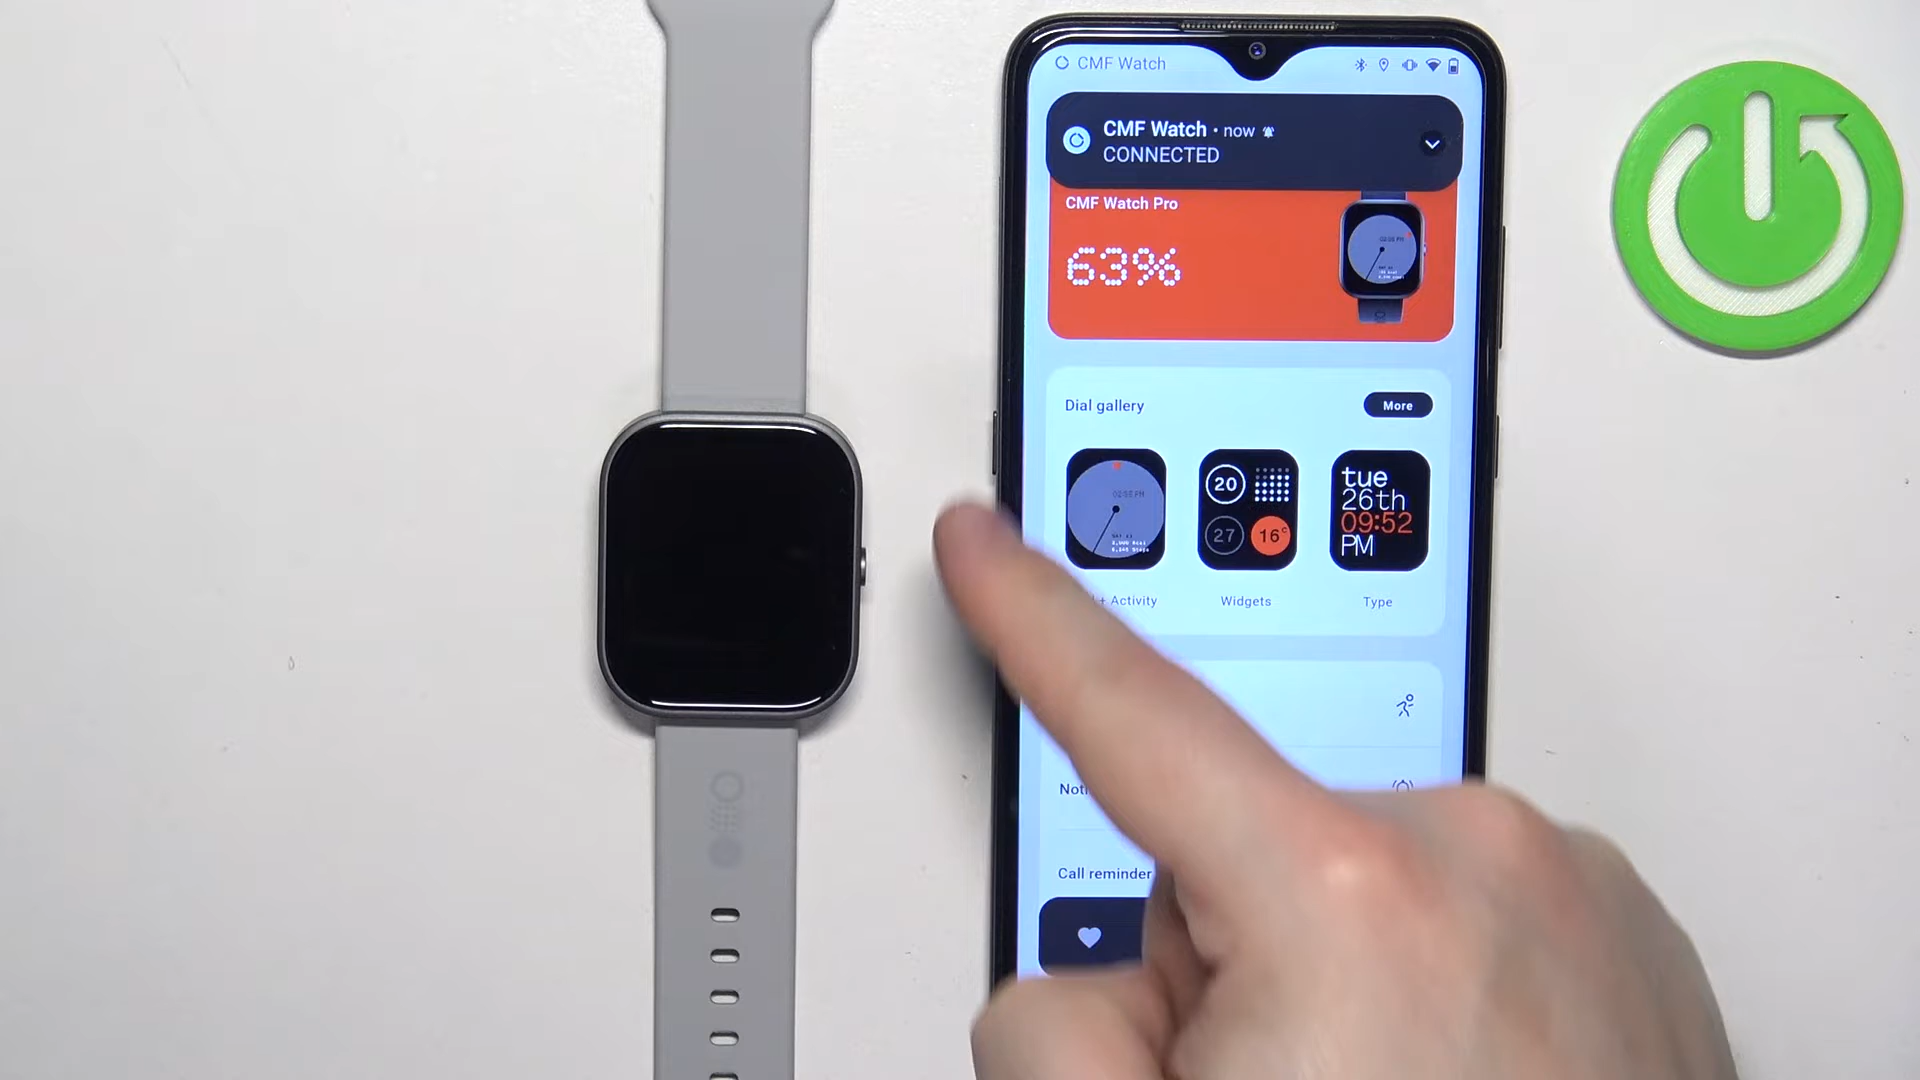 CMF Watch
CMF Watch • now
CONNECTED
CMF Watch Pro
63%
Dial gallery
More
20
27
16°
tue
26th
09:52
PM
+ Activity
Widgets
Type
Call reminder